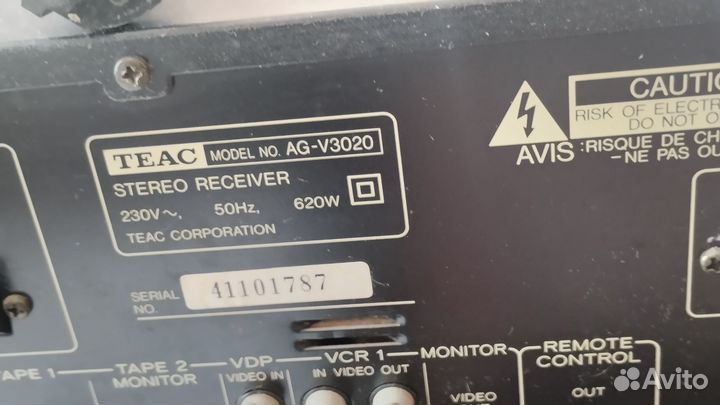 TEAC MODEL NO. AG-V3020
STEREO RECEIVER
230V~, 50Hz, 620W
TEAC CORPORATION
SERIAL NO. 41101787
CAUTIO
RISK OF ELECTR
DO NOT O
AVIS : RISQUE DE CH
-NE PAS OU
TAPE 1
TAPE 2 MONITOR
VDP VIDEO IN
VCR 1
IN VIDEO OUT
MONITOR
VIDEO
REMOTE CONTROL
OUT
Avito